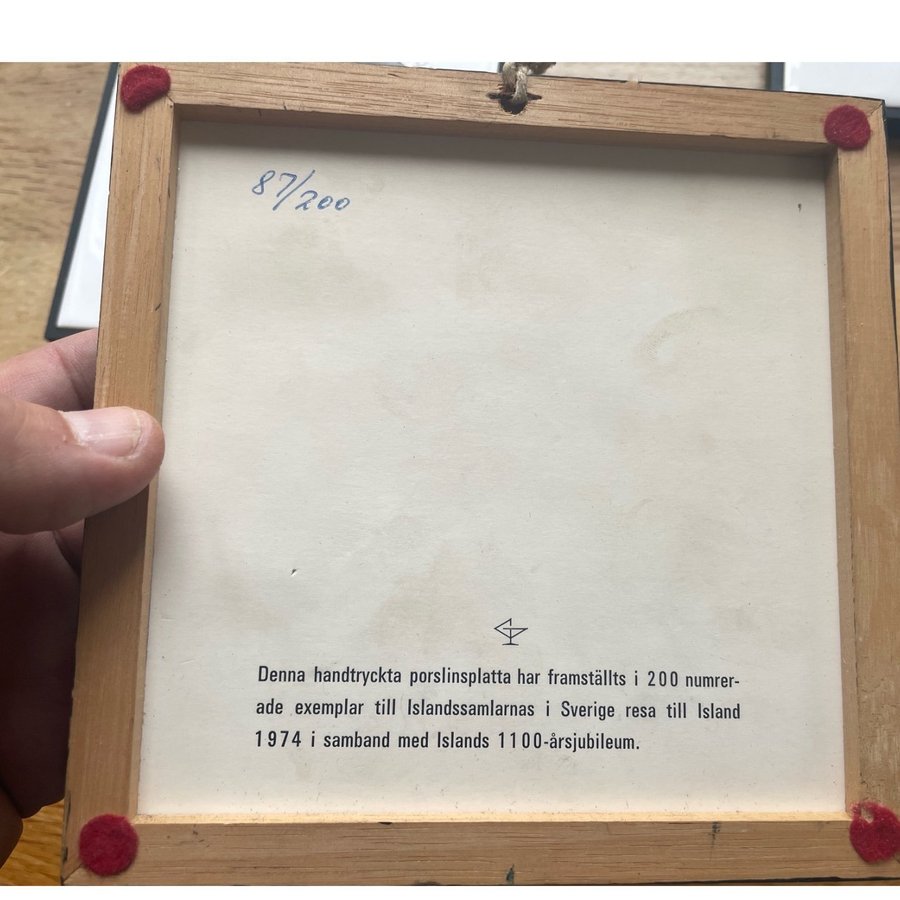 87/200
Denna handtryckta porslinsplatta har framställts i 200 numrer-
ade exemplar till Islandssamlarnas i Sverige resa till Island
1974 i samband med Islands 1100-årsjubileum.